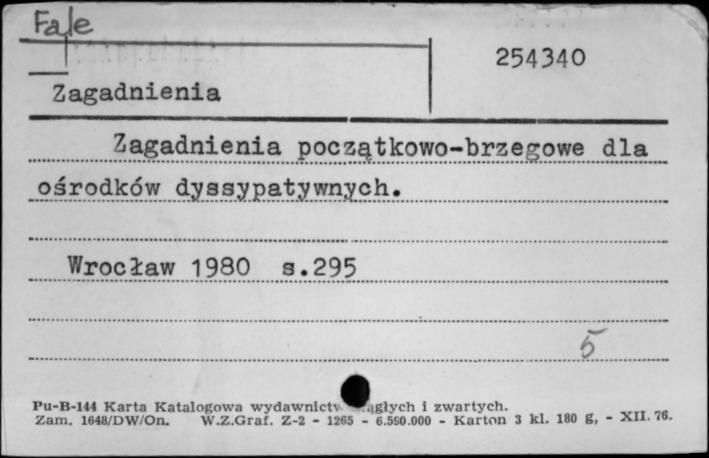 Fale
254340
Zagadnienia
Zagadnienia początkowo-brzegowe dla
ośrodków dyssypatywnych.
Wrocław 1980 s.295
5
Pu-B-144 Karta Katalogowa wydawnictw ciągłych i zwartych.
Zam. 1648/DW/On. W.Z.Graf. Z-2 - 1265 - 6.590.000 - Karton 3 kl. 180 g, - XII. 76.